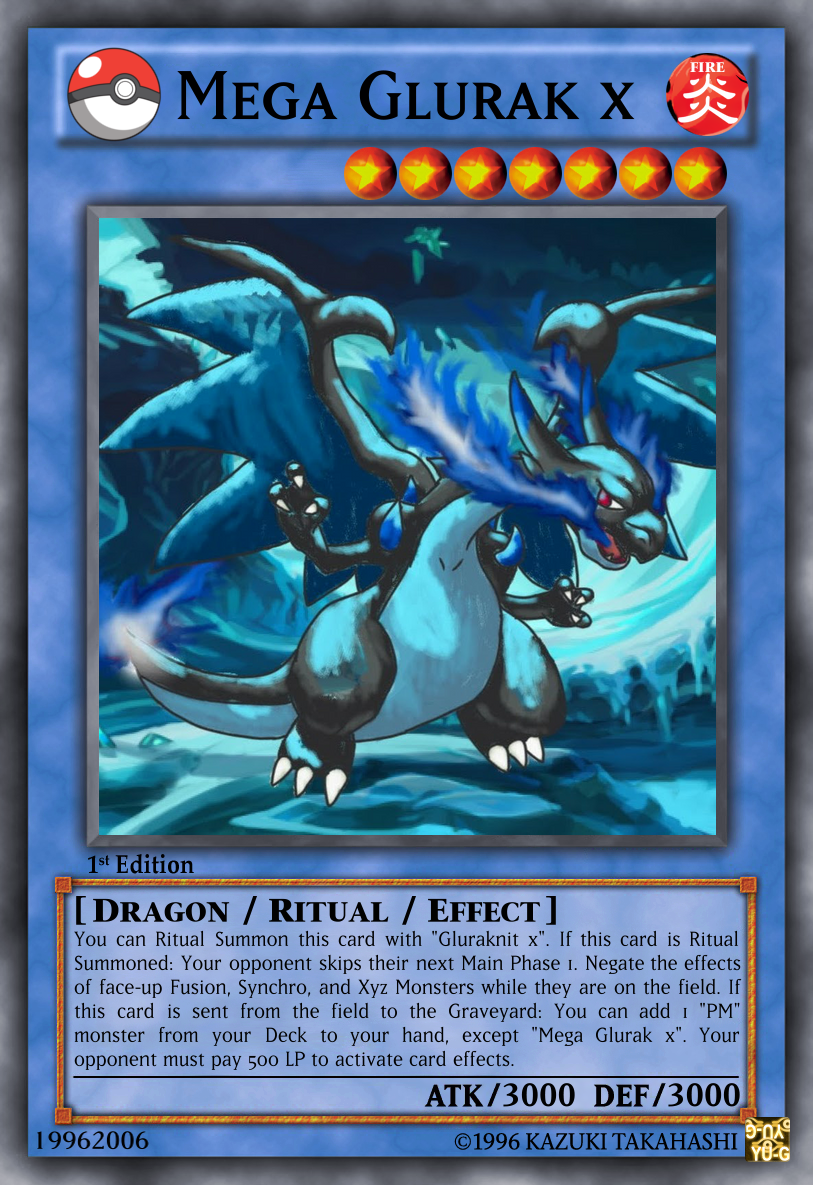 MEGA GLURAK X
FIRE
炎
1st Edition
[ DRAGON / RITUAL / EFFECT ]
You can Ritual Summon this card with "Gluraknit x". If this card is Ritual
Summoned: Your opponent skips their next Main Phase 1. Negate the effects
of face-up Fusion, Synchro, and Xyz Monsters while they are on the field. If
this card is sent from the field to the Graveyard: You can add 1 "PM"
monster from your Deck to your hand, except "Mega Glurak x". Your
opponent must pay 500 LP to activate card effects.
ATK/3000 DEF/3000
19962006
©1996 KAZUKI TAKAHASHI
YU-G